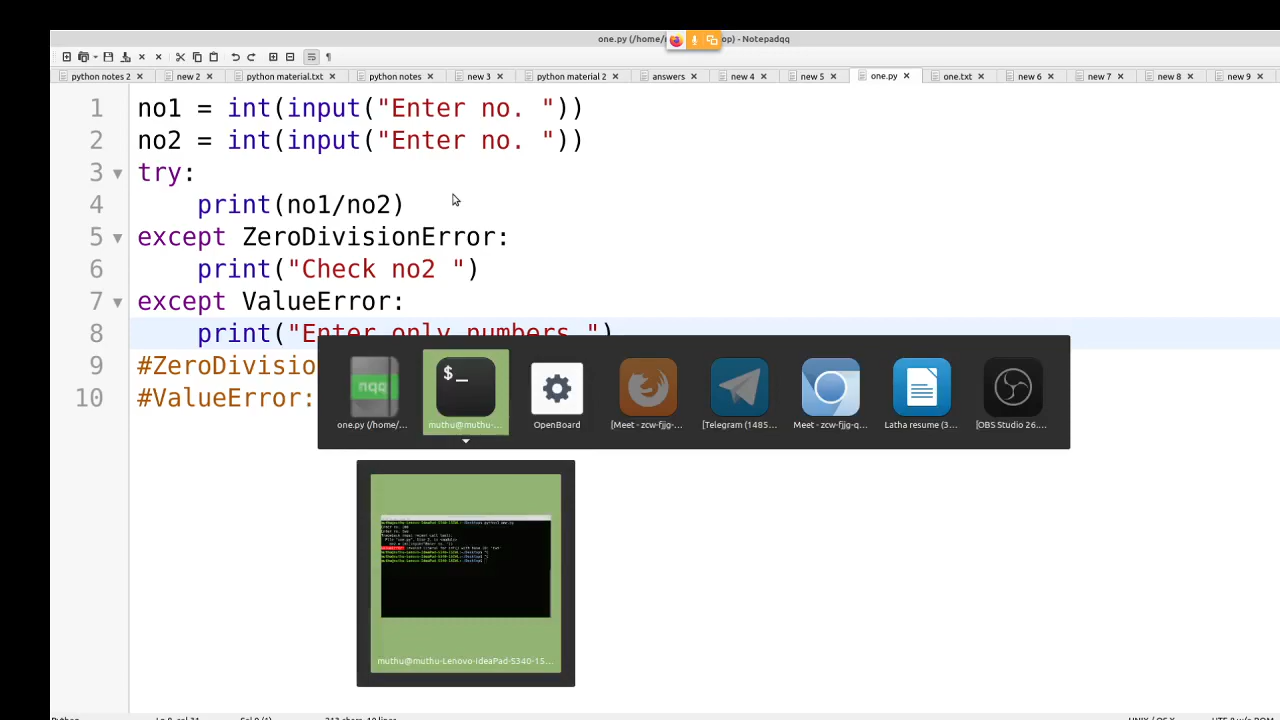 one.py (/home/ op) - Notepadqq
python notes 2 new 2 python material.txt python notes new 3 python material 2 answers new 4 new 5 one.py one.txt new 6 new 7 new 8 new 9
1 no1 = int(input("Enter no. "))
2 no2 = int(input("Enter no. "))
3 try:
4 print(no1/no2)
5 except ZeroDivisionError:
6 print("Check no2 ")
7 except ValueError:
8 print("Enter only numbers ")
9 #ZeroDivisio
10 #ValueError:
nqq $_
one.py (/home/... muthu@muthu-... OpenBoard [Meet - zcw-fjjg-... [Telegram (1485... Meet - zcw-fjjg-q... Latha resume (3... [OBS Studio 26....
muthu@muthu-Lenovo-ideaPad-S340-15...